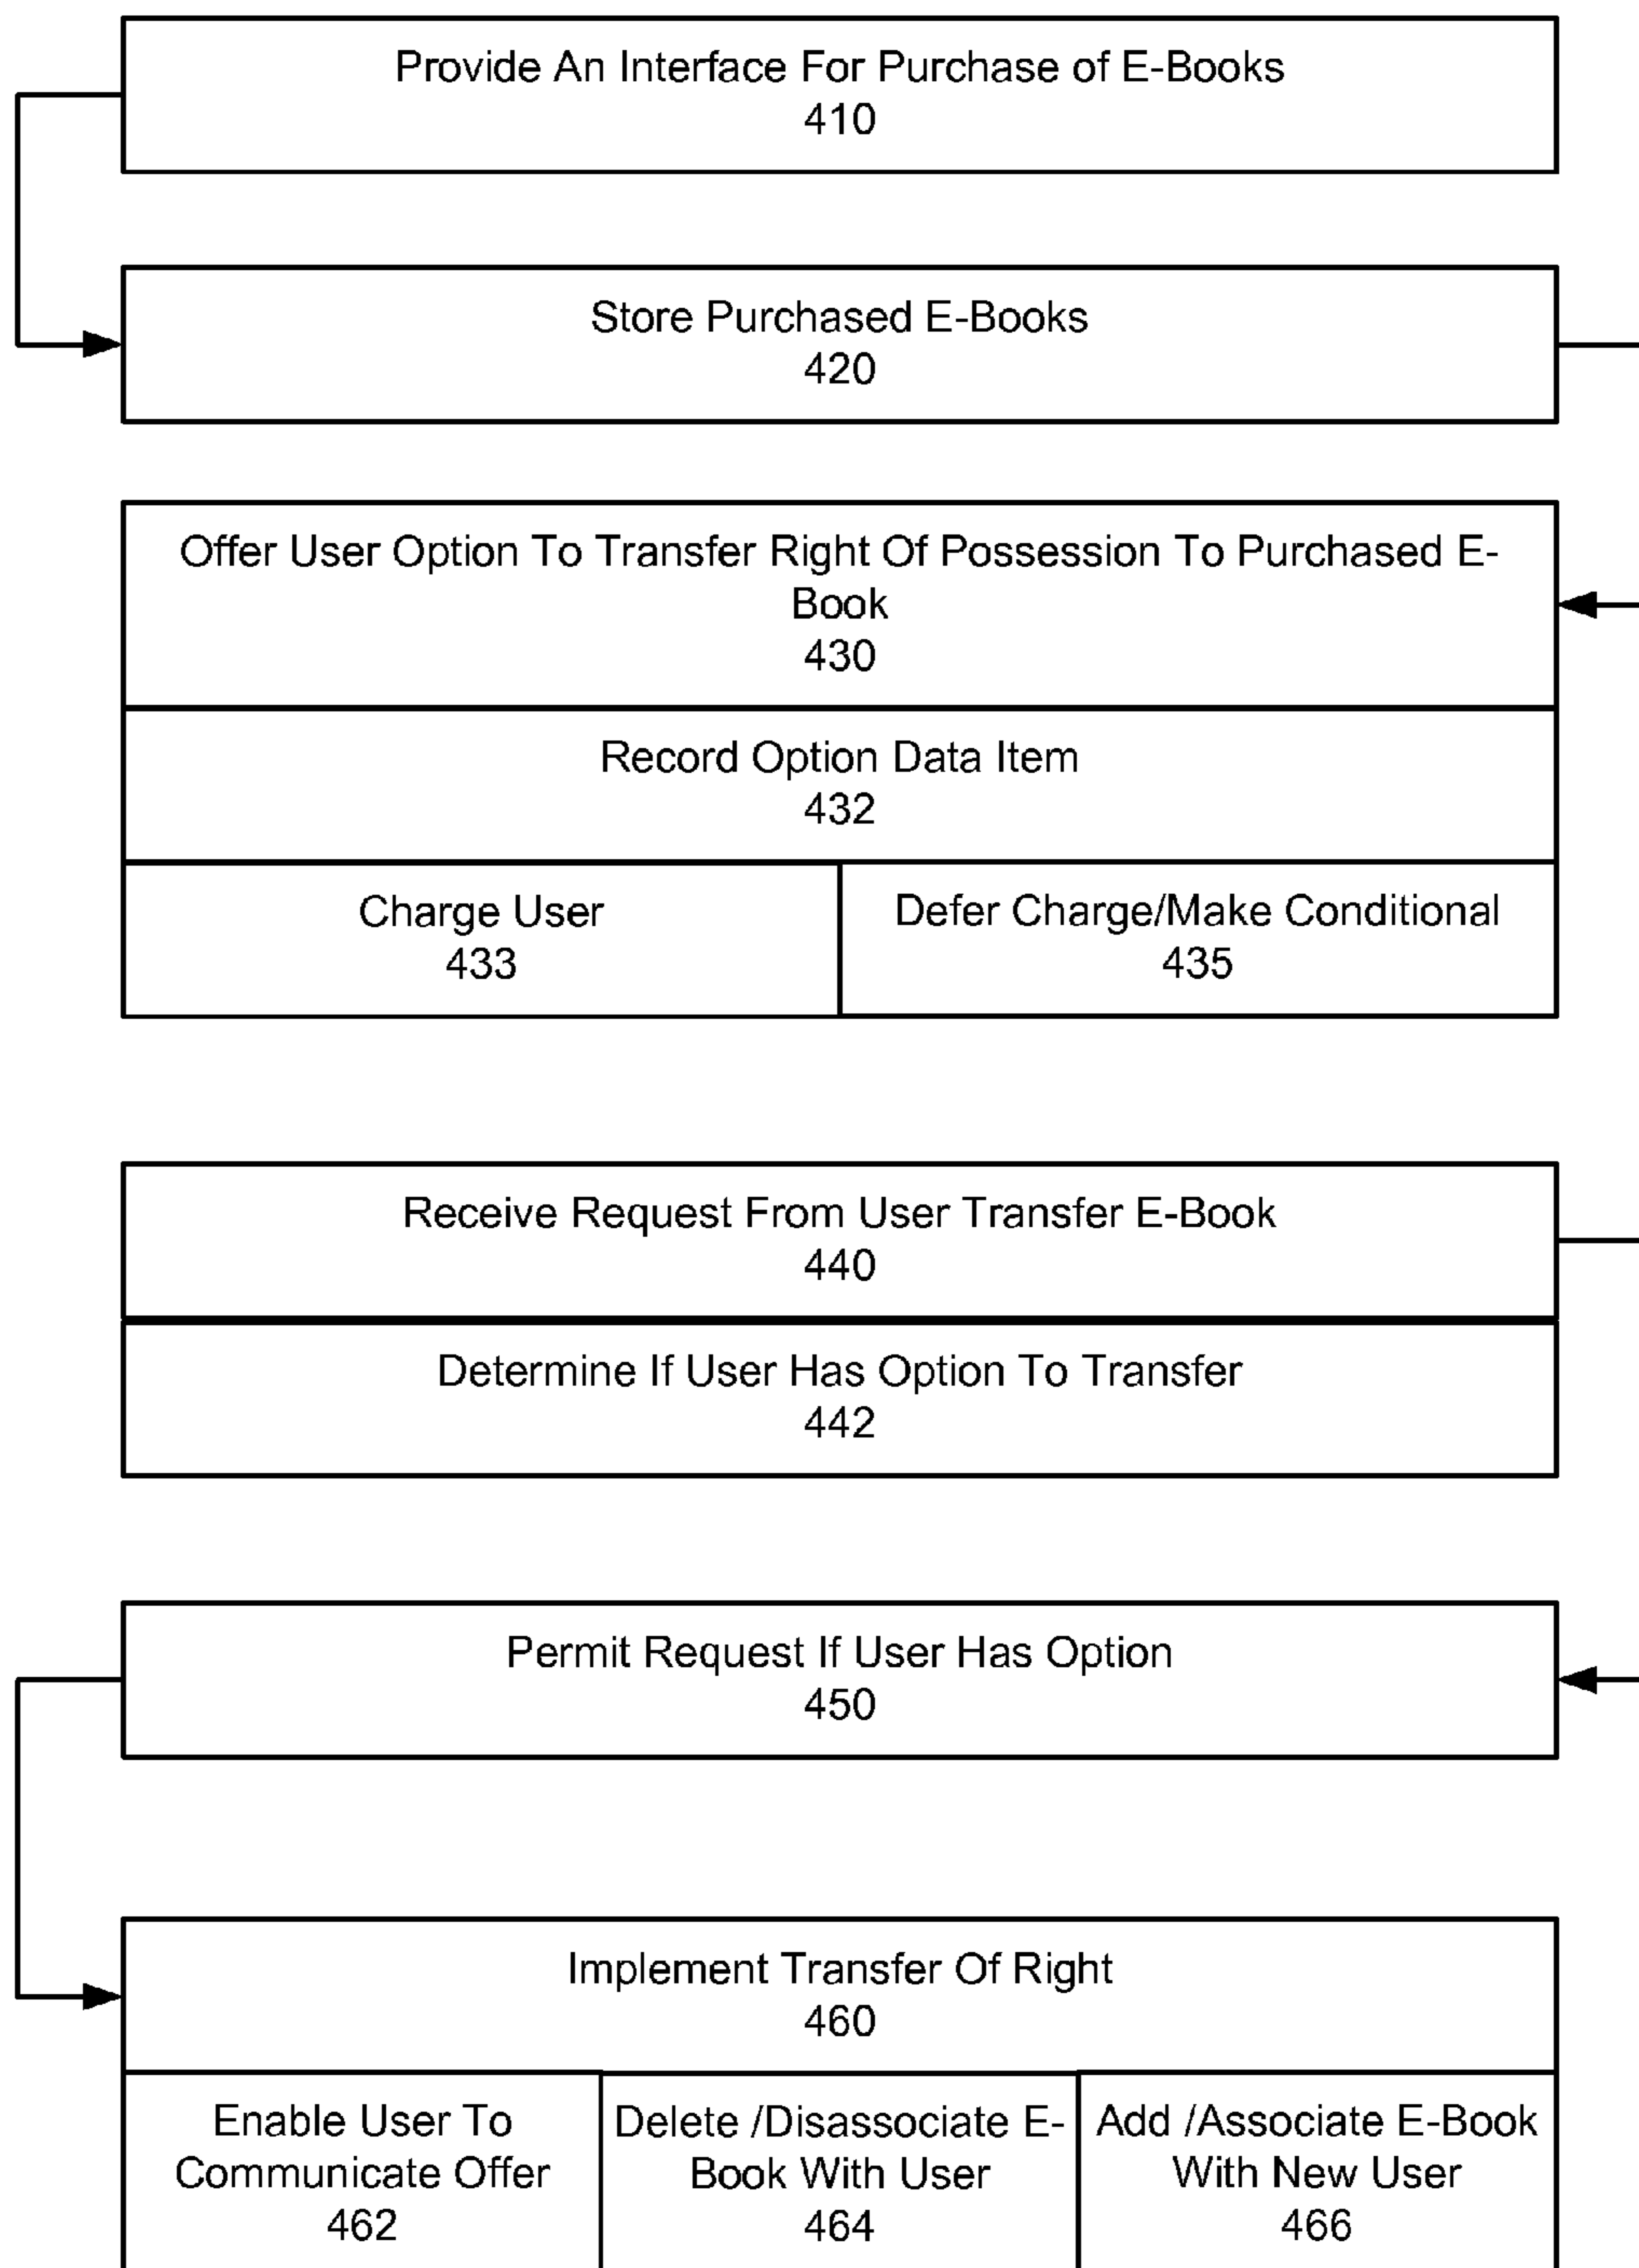 Provide An Interface For Purchase of E-Books
410
Store Purchased E-Books
420
Offer User Option To Transfer Right Of Possession To Purchased E-
Book
430
Record Option Data Item
432
Charge User
433
Defer Charge/Make Conditional
435
Receive Request From User Transfer E-Book
440
Determine If User Has Option To Transfer
442
Permit Request If User Has Option
450
Implement Transfer Of Right
460
Enable User To
Communicate Offer
462
Delete /Disassociate E-
Book With User
464
Add /Associate E-Book
With New User
466